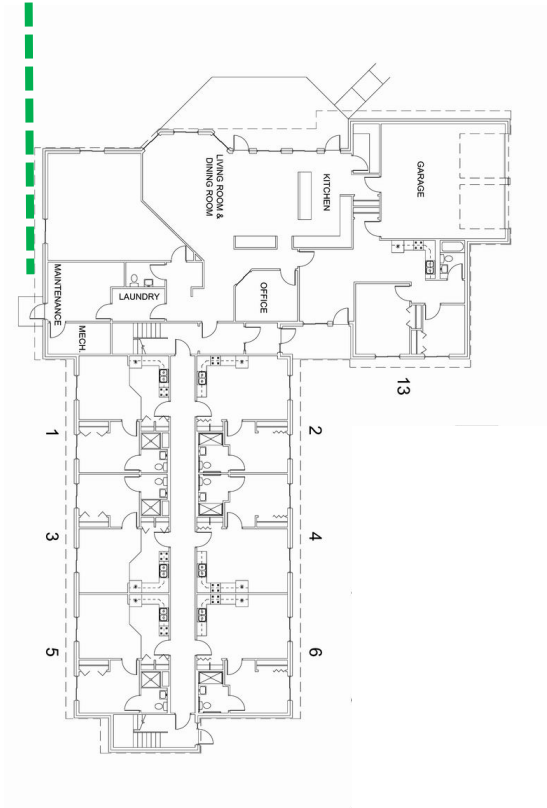 LIVING ROOM &
DINING ROOM
KITCHEN
GARAGE
MAINTENANCE
LAUNDRY
OFFICE
MECH.
13
1
2
3
4
5
6